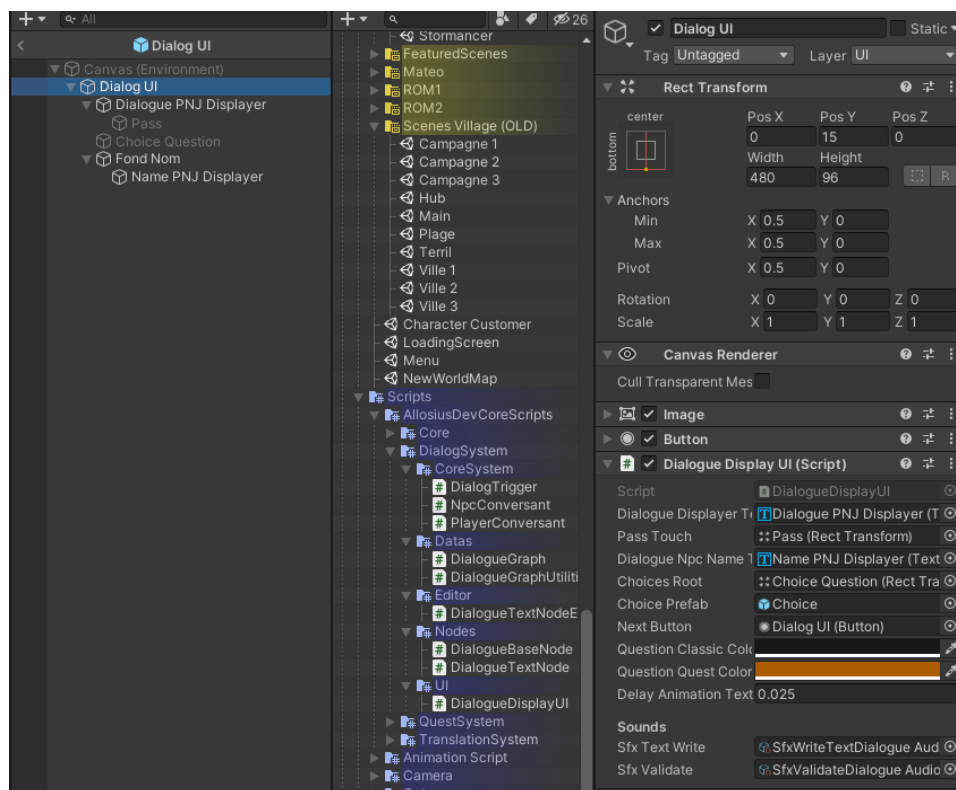 All
Dialog UI
Canvas (Environment)
Dialog UI
Dialogue PNJ Displayer
Pass
Choice Question
Fond Nom
Name PNJ Displayer
26
Stormancer
FeaturedScenes
Mateo
ROM1
ROM2
Scenes Village (OLD)
Campagne 1
Campagne 2
Campagne 3
Hub
Main
Plage
Terril
Ville 1
Ville 2
Ville 3
Character Customer
LoadingScreen
Menu
NewWorldMap
Scripts
AllosiusDevCoreScripts
Core
DialogSystem
CoreSystem
DialogTrigger
NpcConversant
PlayerConversant
Datas
DialogueGraph
DialogueGraphUtiliti
Editor
DialogueTextNodeE
Nodes
DialogueBaseNode
DialogueTextNode
UI
DialogueDisplayUI
QuestSystem
TranslationSystem
Animation Script
Camera
Dialog UI Static
Tag Untagged Layer UI
Rect Transform
center Pos X Pos Y Pos Z
bottom 0 15 0
Width Height
480 96 R
Anchors
Min X 0.5 Y 0
Max X 0.5 Y 0
Pivot X 0.5 Y 0
Rotation X 0 Y 0 Z 0
Scale X 1 Y 1 Z 1
Canvas Renderer
Cull Transparent Mes
Image
Button
Dialogue Display UI (Script)
Script DialogueDisplayUI
Dialogue Displayer Te Dialogue PNJ Displayer (T
Pass Touch Pass (Rect Transform)
Dialogue Npc Name T Name PNJ Displayer (Text
Choices Root Choice Question (Rect Tra
Choice Prefab Choice
Next Button Dialog UI (Button)
Question Classic Colo
Question Quest Color
Delay Animation Text 0.025
Sounds
Sfx Text Write SfxWriteTextDialogue Aud
Sfx Validate SfxValidateDialogue Audio